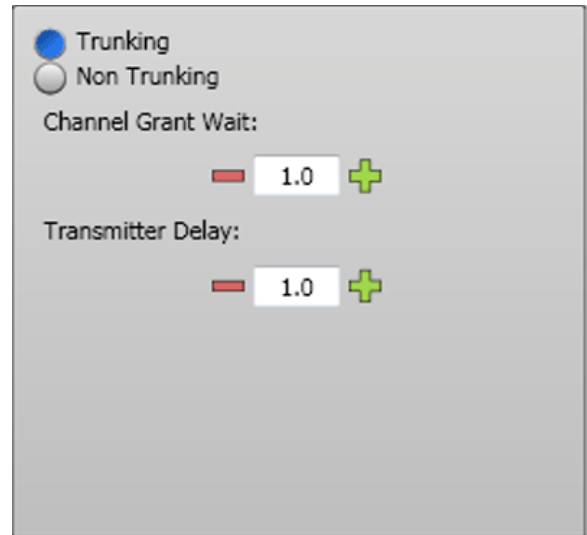 Trunking
Non Trunking
Channel Grant Wait:
1.0
Transmitter Delay:
1.0